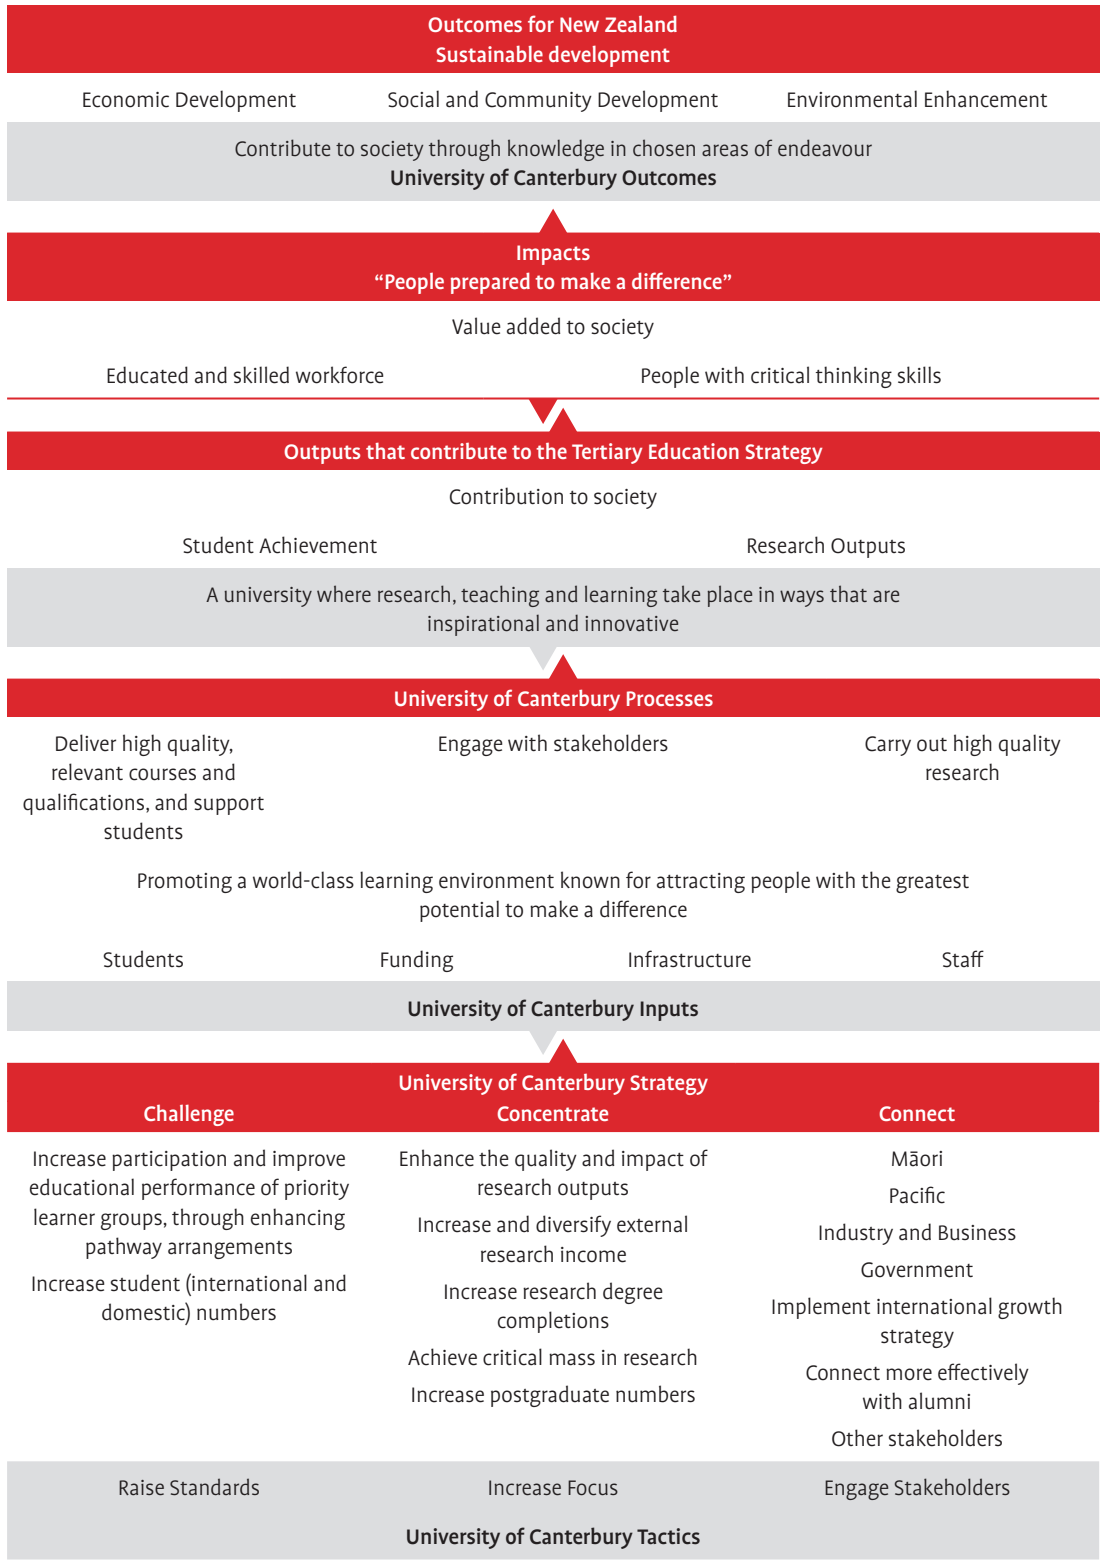 Outcomes for New Zealand
Sustainable development
Economic Development
Social and Community Development
Environmental Enhancement
Contribute to society through knowledge in chosen areas of endeavour
University of Canterbury Outcomes
Impacts
“People prepared to make a difference”
Value added to society
Educated and skilled workforce
People with critical thinking skills
Outputs that contribute to the Tertiary Education Strategy
Contribution to society
Student Achievement
Research Outputs
A university where research, teaching and learning take place in ways that are
inspirational and innovative
University of Canterbury Processes
Deliver high quality,
relevant courses and
qualifications, and support
students
Engage with stakeholders
Carry out high quality
research
Promoting a world-class learning environment known for attracting people with the greatest
potential to make a difference
Students
Funding
Infrastructure
Staff
University of Canterbury Inputs
University of Canterbury Strategy
Challenge
Increase participation and improve
educational performance of priority
learner groups, through enhancing
pathway arrangements
Increase student (international and
domestic) numbers
Concentrate
Enhance the quality and impact of
research outputs
Increase and diversify external
research income
Increase research degree
completions
Achieve critical mass in research
Increase postgraduate numbers
Connect
Māori
Pacific
Industry and Business
Government
Implement international growth
strategy
Connect more effectively
with alumni
Other stakeholders
Raise Standards
Increase Focus
Engage Stakeholders
University of Canterbury Tactics